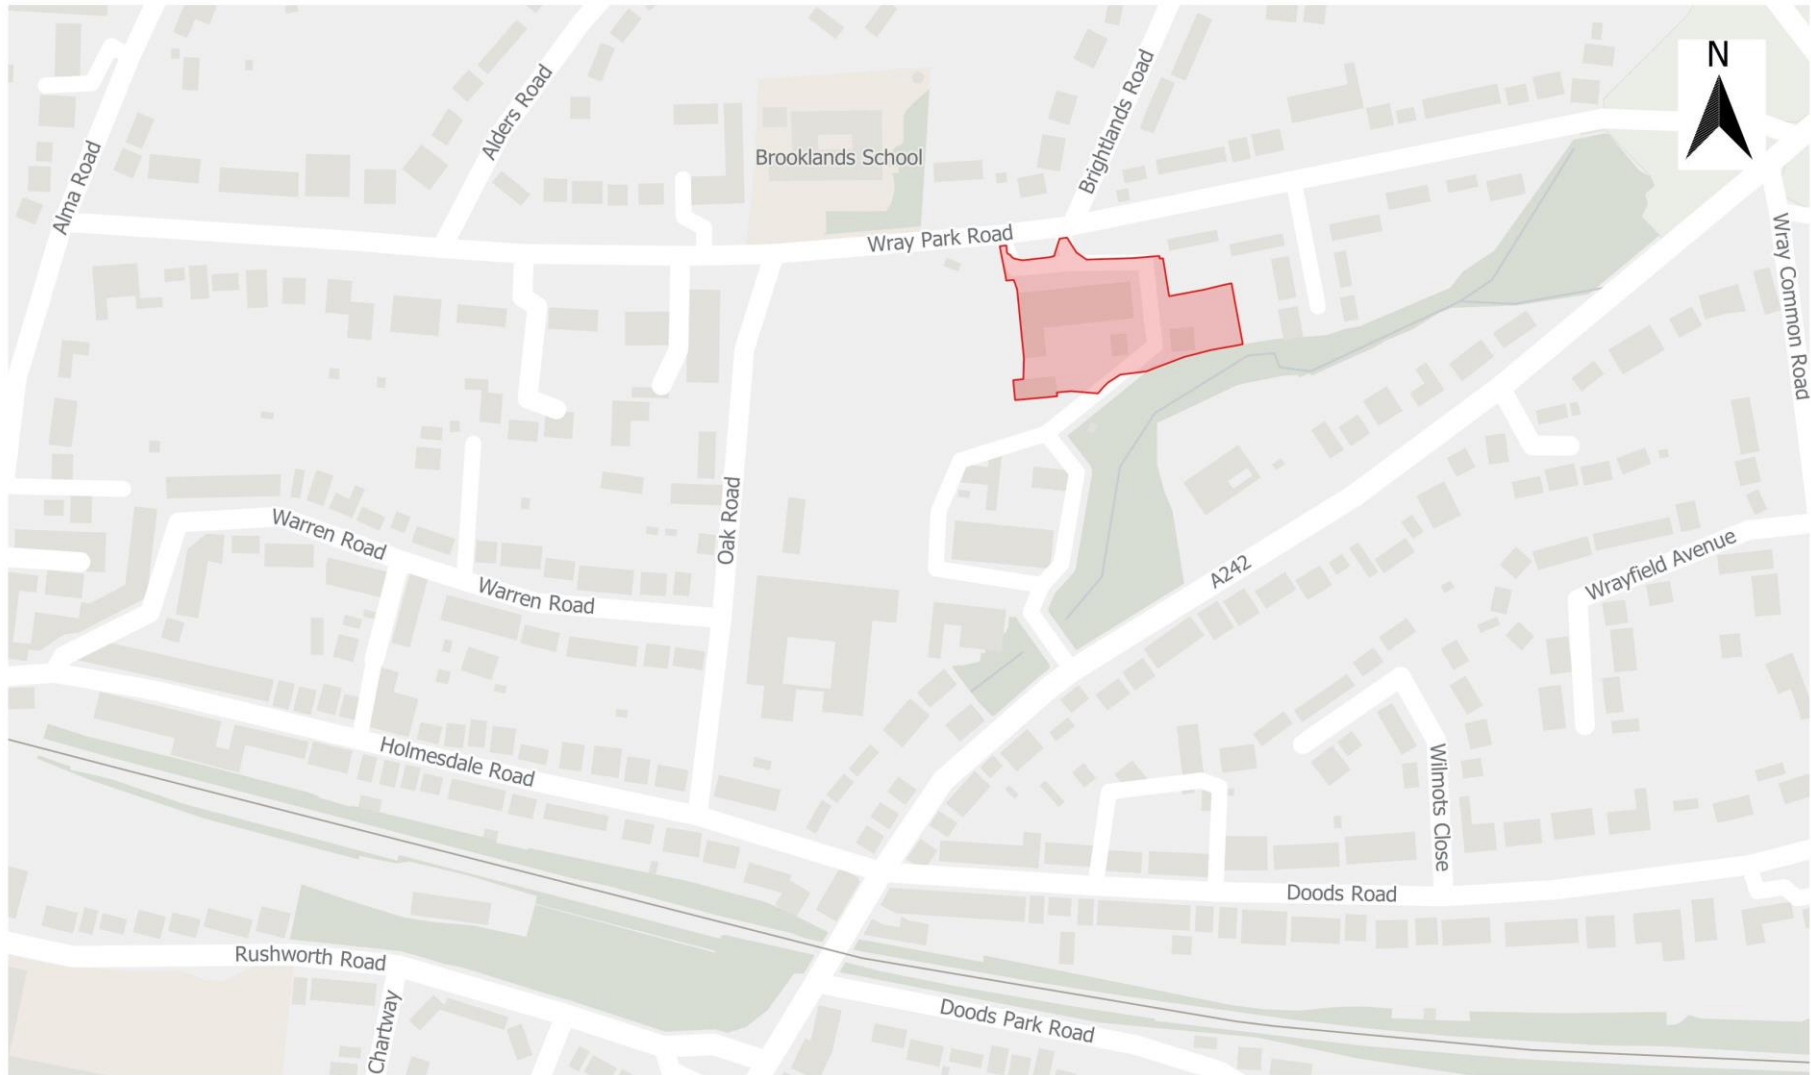 N
Brightlands Road
Alders Road
Alma Road
Brooklands School
Wray Park Road
Wray Common Road
Oak Road
Warren Road
Warren Road
A242
Wrayfield Avenue
Holmesdale Road
Wilmots Close
Doods Road
Rushworth Road
Chartway
Doods Park Road